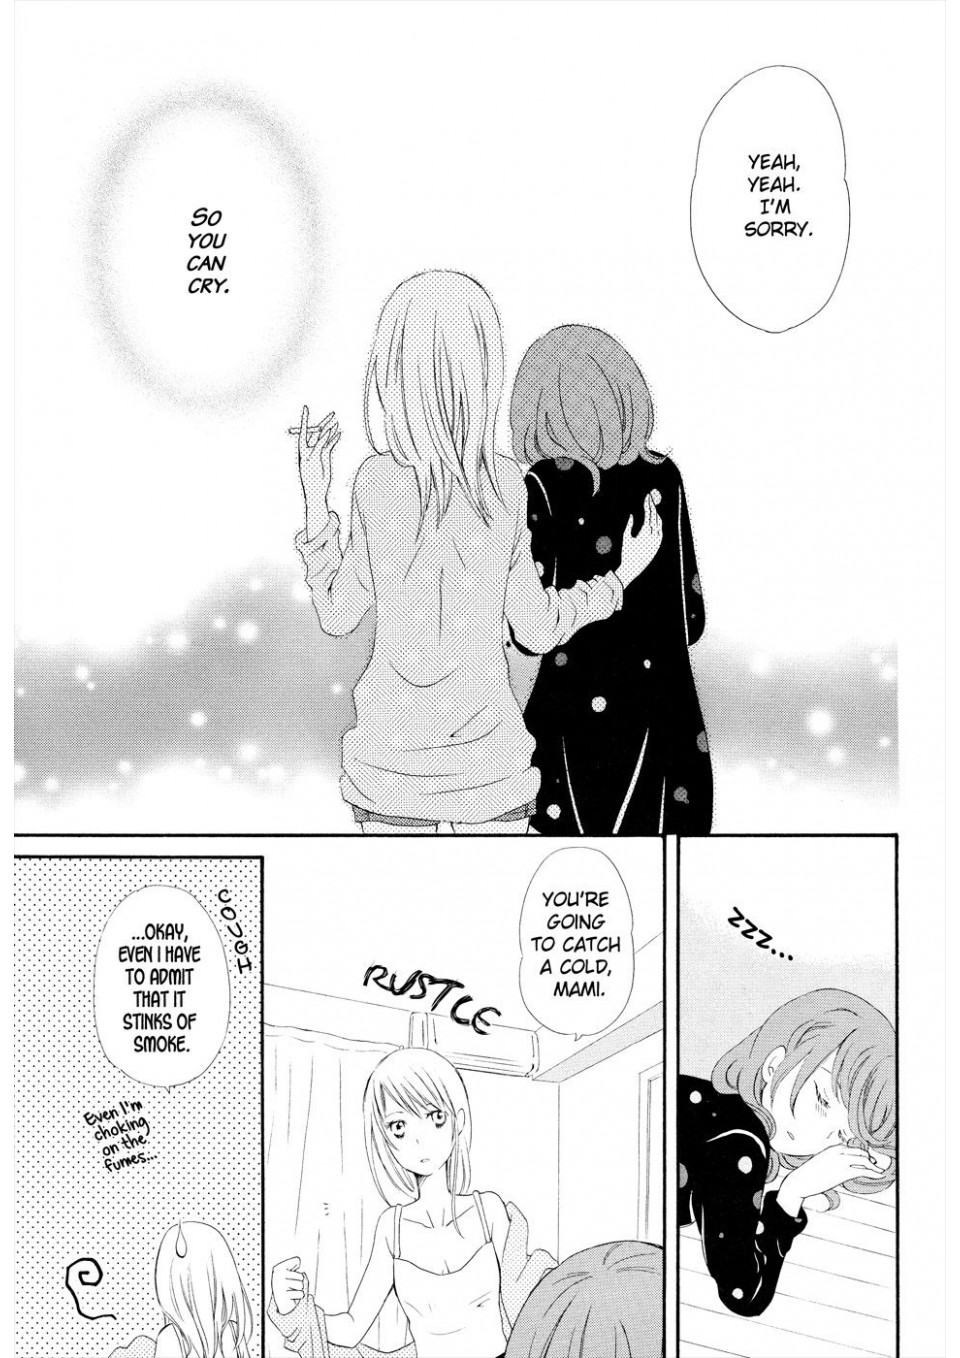 YEAH,
YEAH.
I'M
SORRY.
SO
YOU
CAN
CRY.
ZZZ...
YOU'RE
GOING
TO CATCH
A COLD,
MAMI.
RUSTLE
...OKAY,
EVEN I HAVE
TO ADMIT
THAT IT
STINKS OF
SMOKE.
Even I'm
choking
on the
fumes...